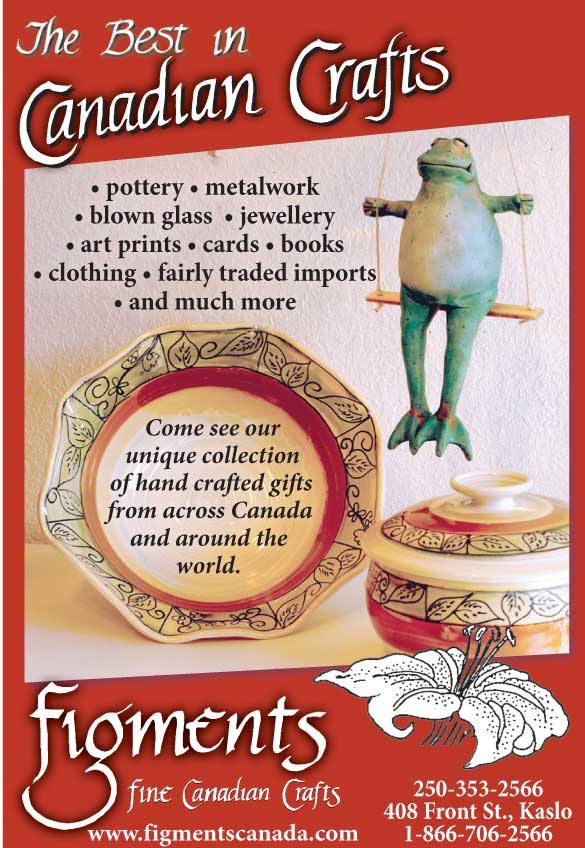 The Best in
Canadian Crafts
• pottery • metalwork
• blown glass • jewellery
• art prints • cards • books
• clothing • fairly traded imports
• and much more
Come see our
unique collection
of hand crafted gifts
from across Canada
and around the
world.
figments
fine Canadian Crafts
www.figmentscanada.com
250-353-2566
408 Front St., Kaslo
1-866-706-2566